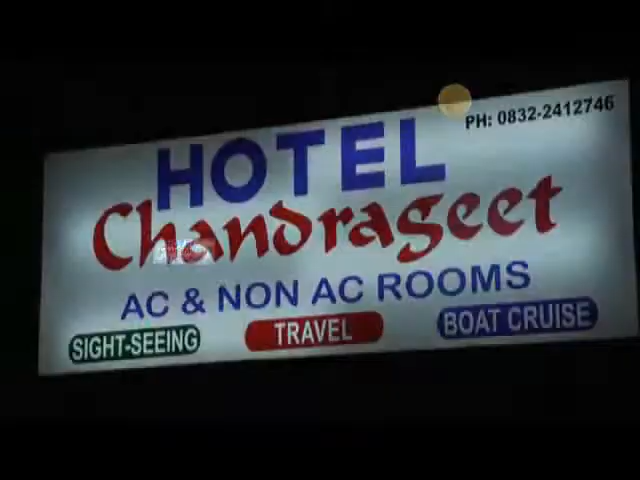 PH: 0832-2412746
HOTEL
Chandrageet
AC & NON AC ROOMS
SIGHT-SEEING TRAVEL BOAT CRUISE